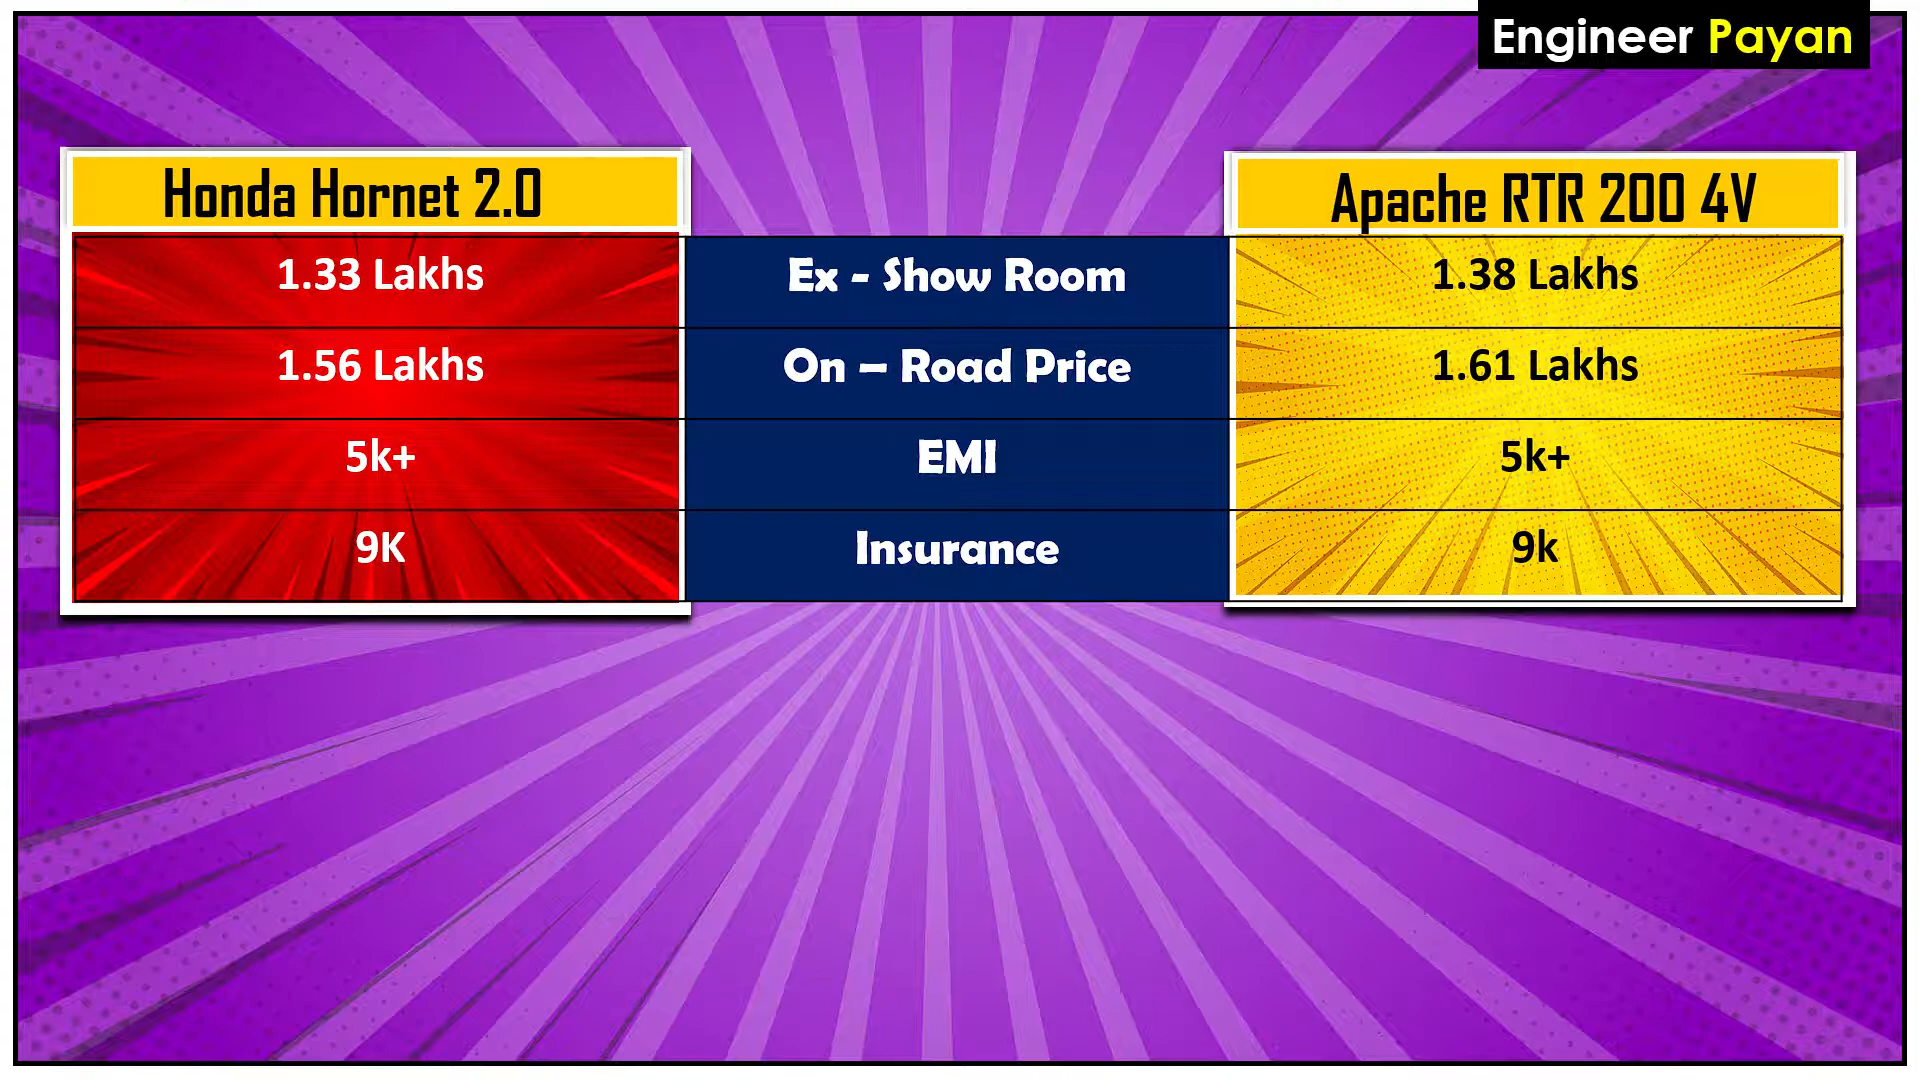 Engineer Payan
Honda Hornet 2.0
Apache RTR 200 4V
1.33 Lakhs
Ex - Show Room
1.38 Lakhs
1.56 Lakhs
On – Road Price
1.61 Lakhs
5k+
EMI
5k+
9K
Insurance
9k